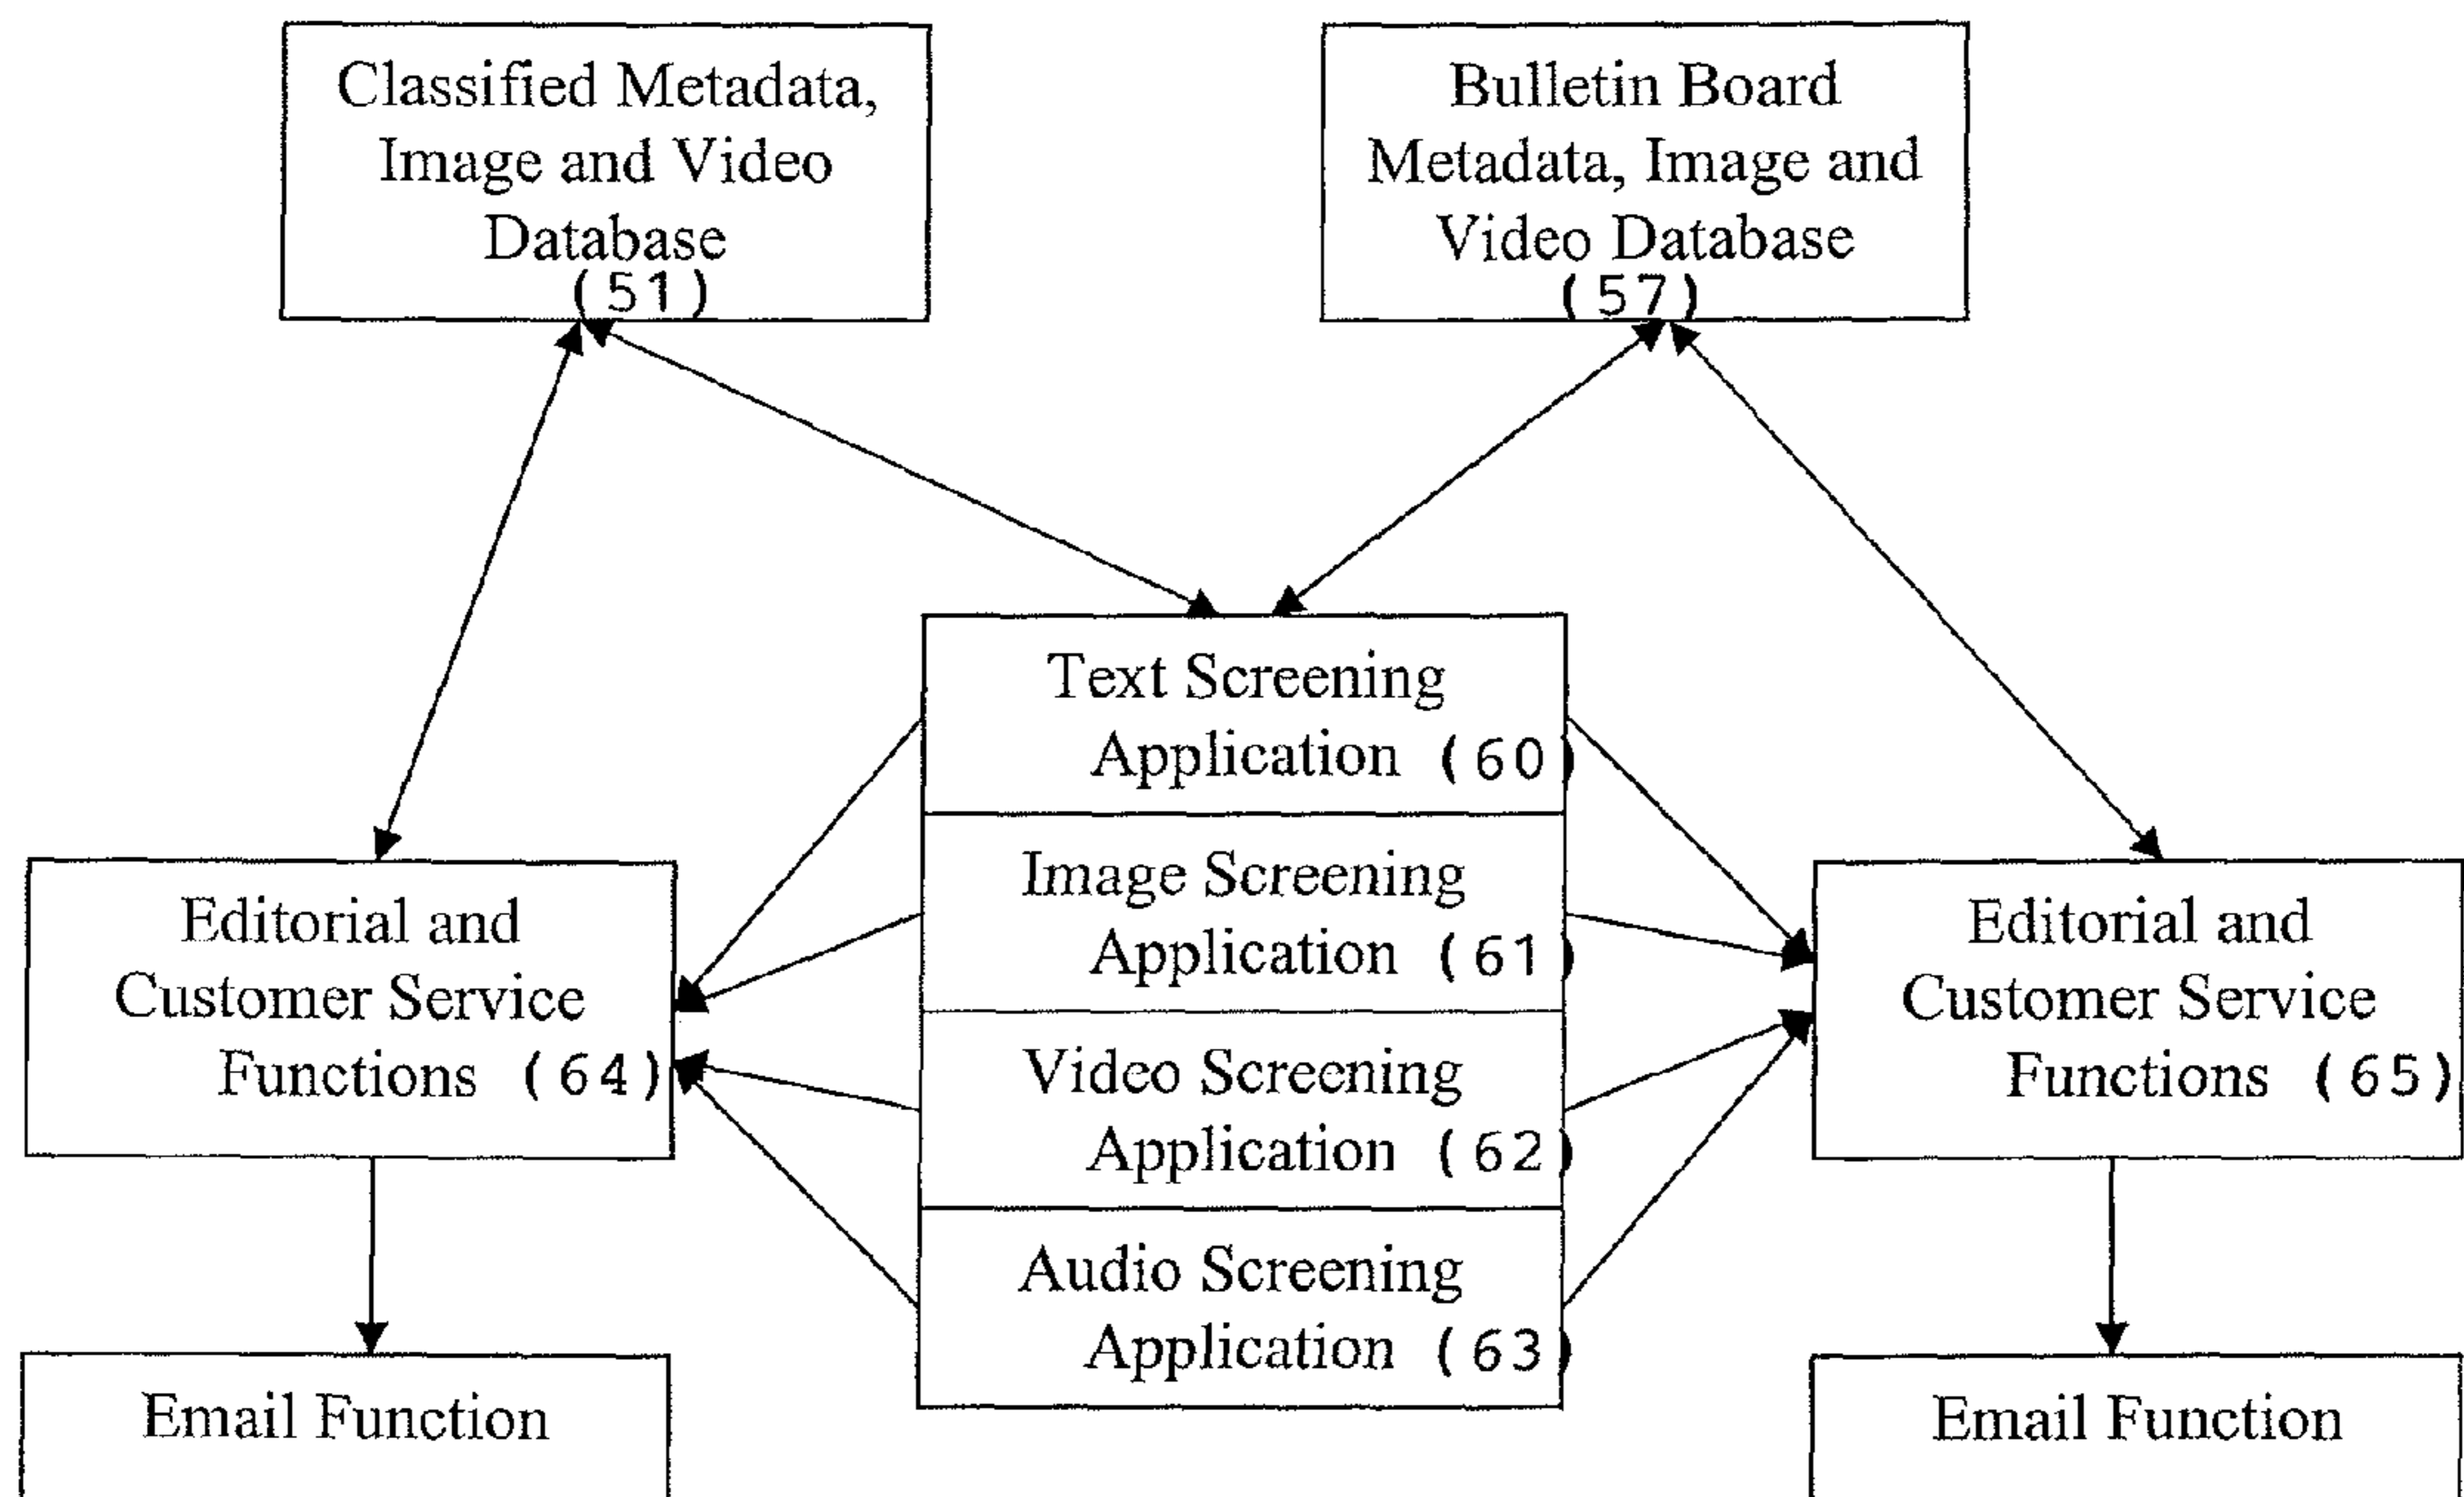 Classified Metadata,
Image and Video
Database
(51)
Bulletin Board
Metadata, Image and
Video Database
(57)
Text Screening
Application (60)
Image Screening
Application (61)
Video Screening
Application (62)
Audio Screening
Application (63)
Editorial and
Customer Service
Functions (64)
Editorial and
Customer Service
Functions (65)
Email Function
Email Function